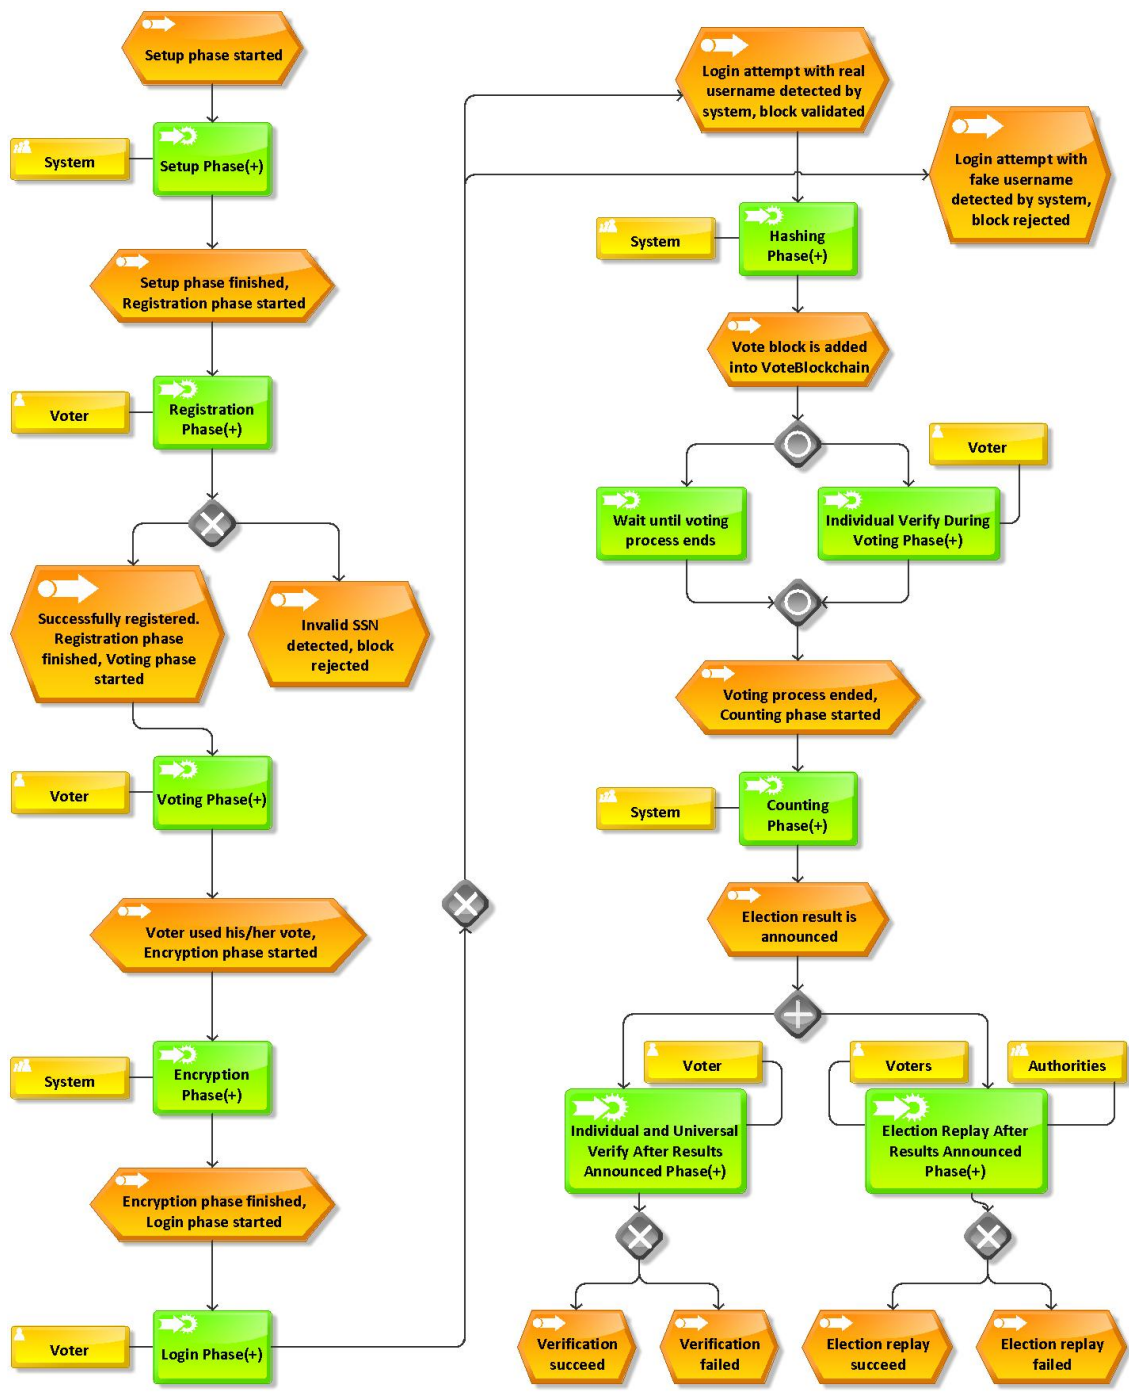 Setup phase started
System
Setup Phase(+)
Setup phase finished,
Registration phase started
Voter
Registration
Phase(+)
Successfully registered.
Registration phase
finished, Voting phase
started
Invalid SSN
detected, block
rejected
Voter
Voting Phase(+)
Voter used his/her vote,
Encryption phase started
System
Encryption
Phase(+)
Encryption phase finished,
Login phase started
Voter
Login Phase(+)
Login attempt with real
username detected by
system, block validated
Login attempt with
fake username
detected by system,
block rejected
System
Hashing
Phase(+)
Vote block is added
into VoteBlockchain
Voter
Wait until voting
process ends
Individual Verify During
Voting Phase(+)
Voting process ended,
Counting phase started
System
Counting
Phase(+)
Election result is
announced
Voter
Individual and Universal
Verify After Results
Announced Phase(+)
Voters
Authorities
Election Replay After
Results Announced
Phase(+)
Verification
succeed
Verification
failed
Election replay
succeed
Election replay
failed